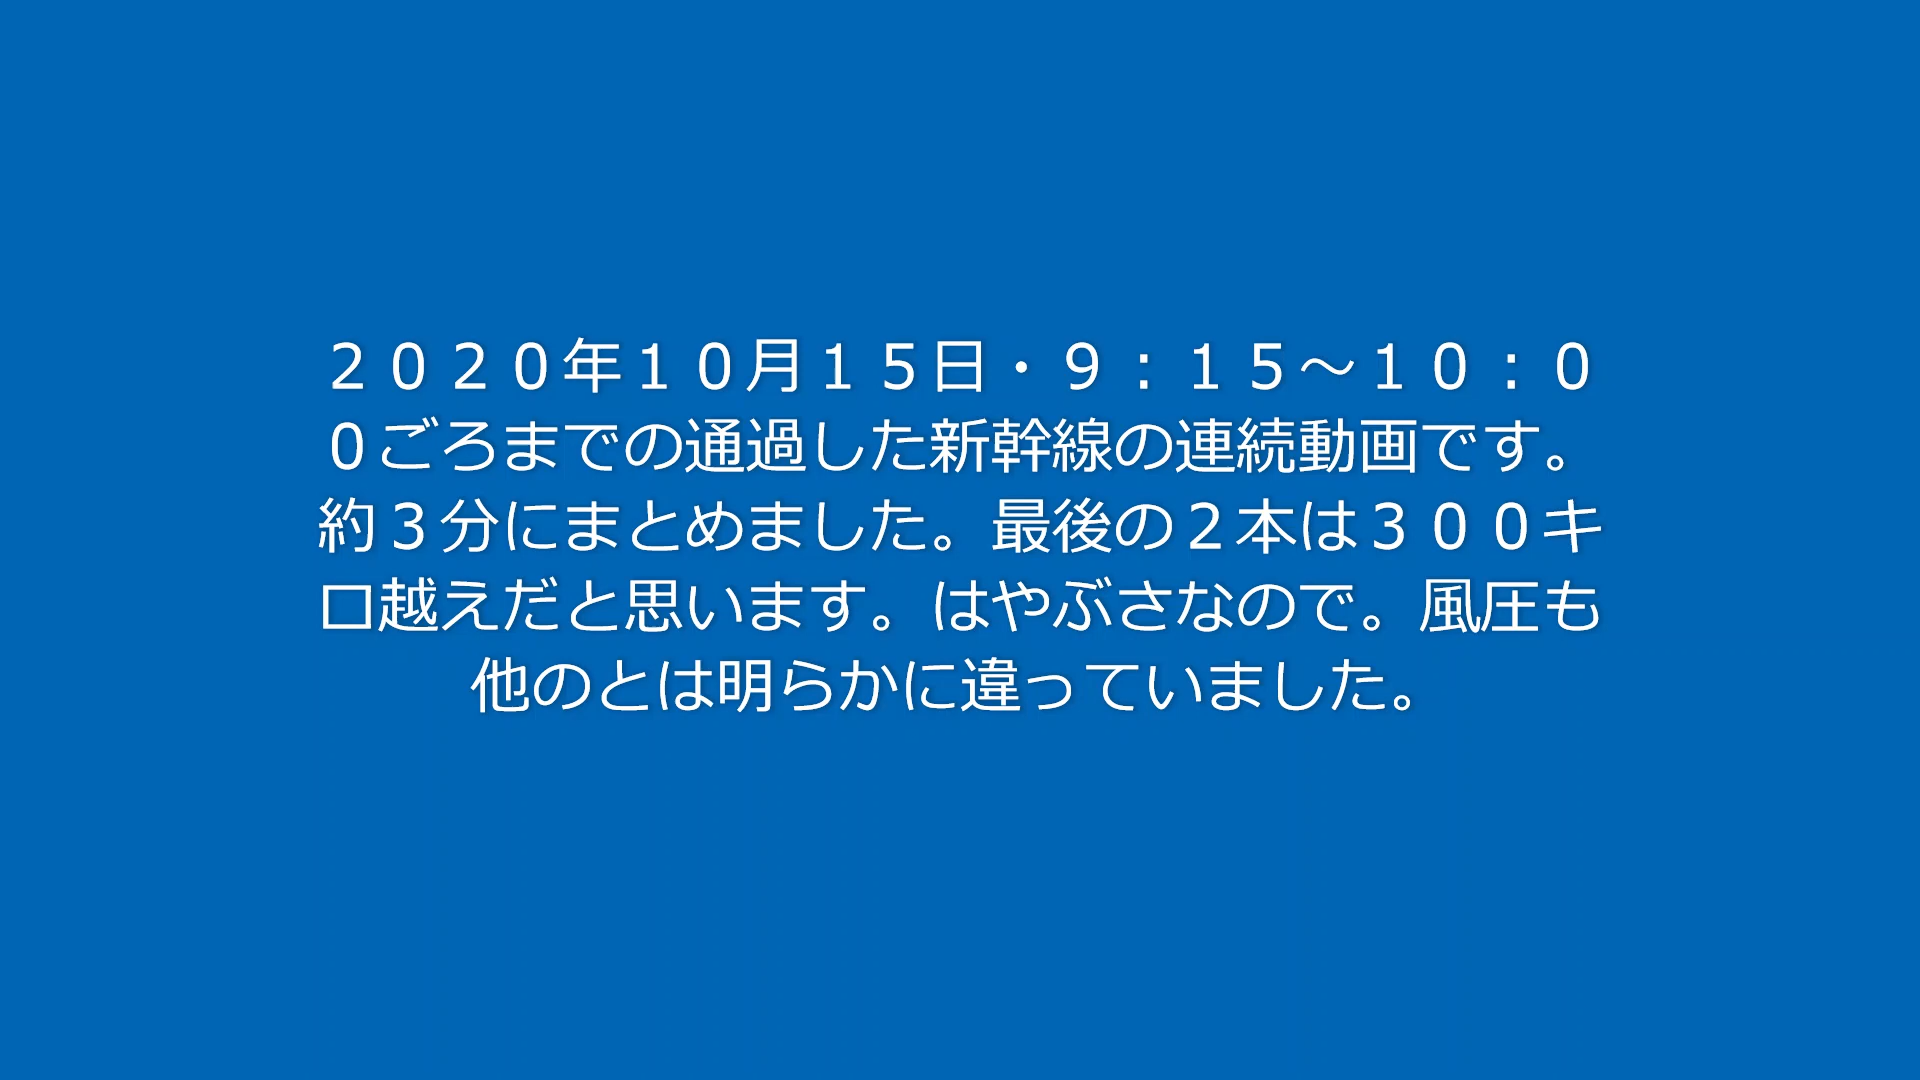 ２０２０年１０月１５日・９：１５～１０：０
０ごろまでの通過した新幹線の連続動画です。
約３分にまとめました。最後の２本は３００キ
ロ越えだと思います。はやぶさなので。風圧も
他のとは明らかに違っていました。